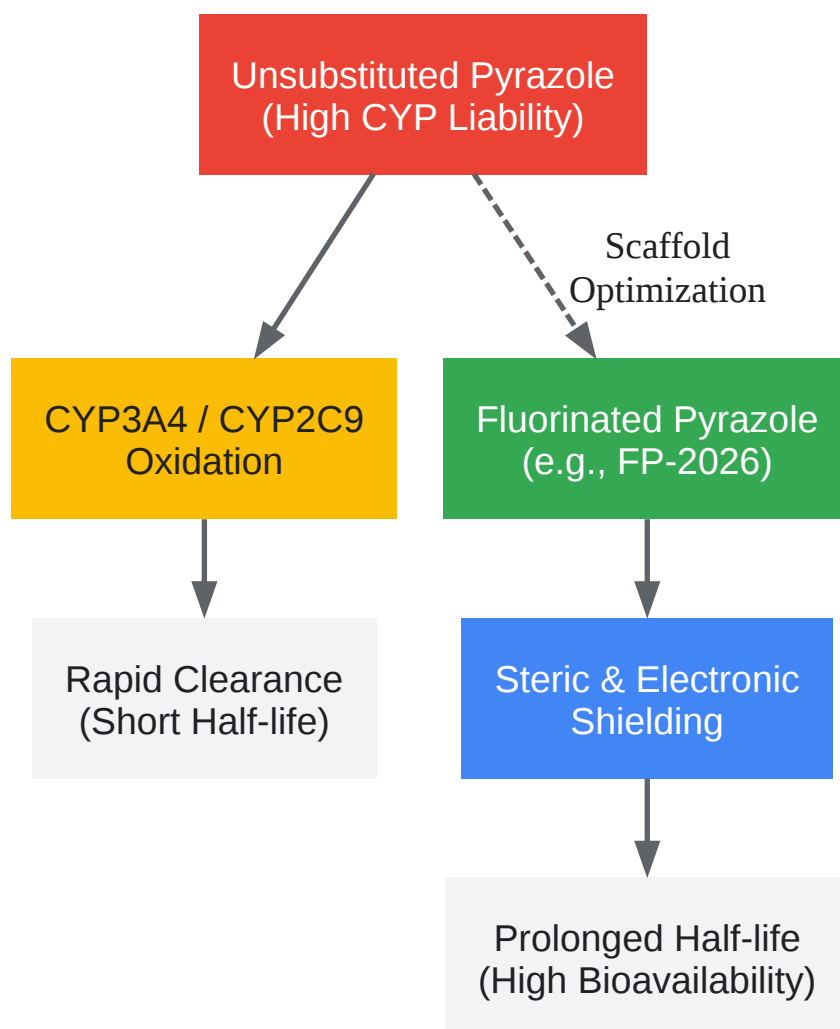 Unsubstituted Pyrazole
(High CYP Liability)
Scaffold
Optimization
CYP3A4 / CYP2C9
Oxidation
Fluorinated Pyrazole
(e.g., FP-2026)
Rapid Clearance
(Short Half-life)
Steric & Electronic
Shielding
Prolonged Half-life
(High Bioavailability)